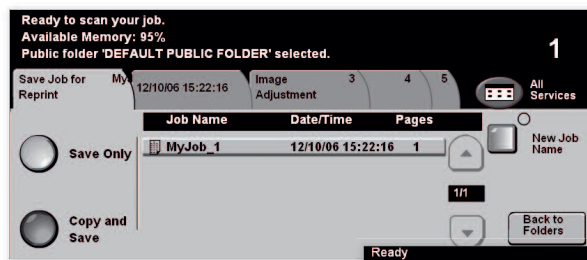 Ready to scan your job.
Available Memory: 95%
Public folder 'DEFAULT PUBLIC FOLDER' selected.
1
Save Job for
Reprint
My
12/10/06 15:22:16
Image
Adjustment
3
4
5
All
Services
Job Name Date/Time Pages
MyJob_1 12/10/06 15:22:16 1
Save Only
New Job
Name
1/1
Copy and
Save
Back to
Folders
Ready